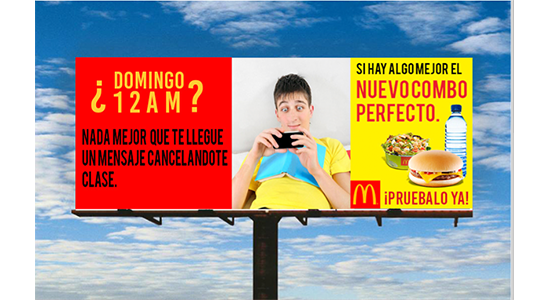 ¿ DOMINGO
12AM ?
NADA MEJOR QUE TE LLEGUE
UN MENSAJE CANCELANDOTE
CLASE.
SI HAY ALGO MEJOR EL
NUEVO COMBO
PERFECTO.
¡PRUEBALO YA!